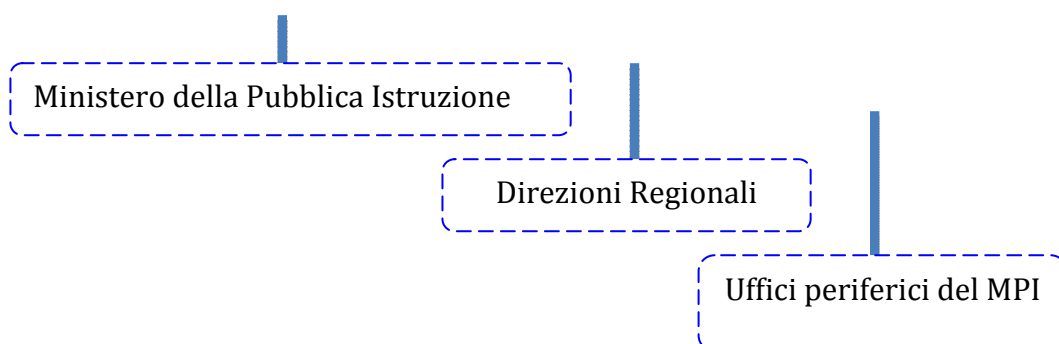 Ministero della Pubblica Istruzione
Direzioni Regionali
Uffici periferici del MPI